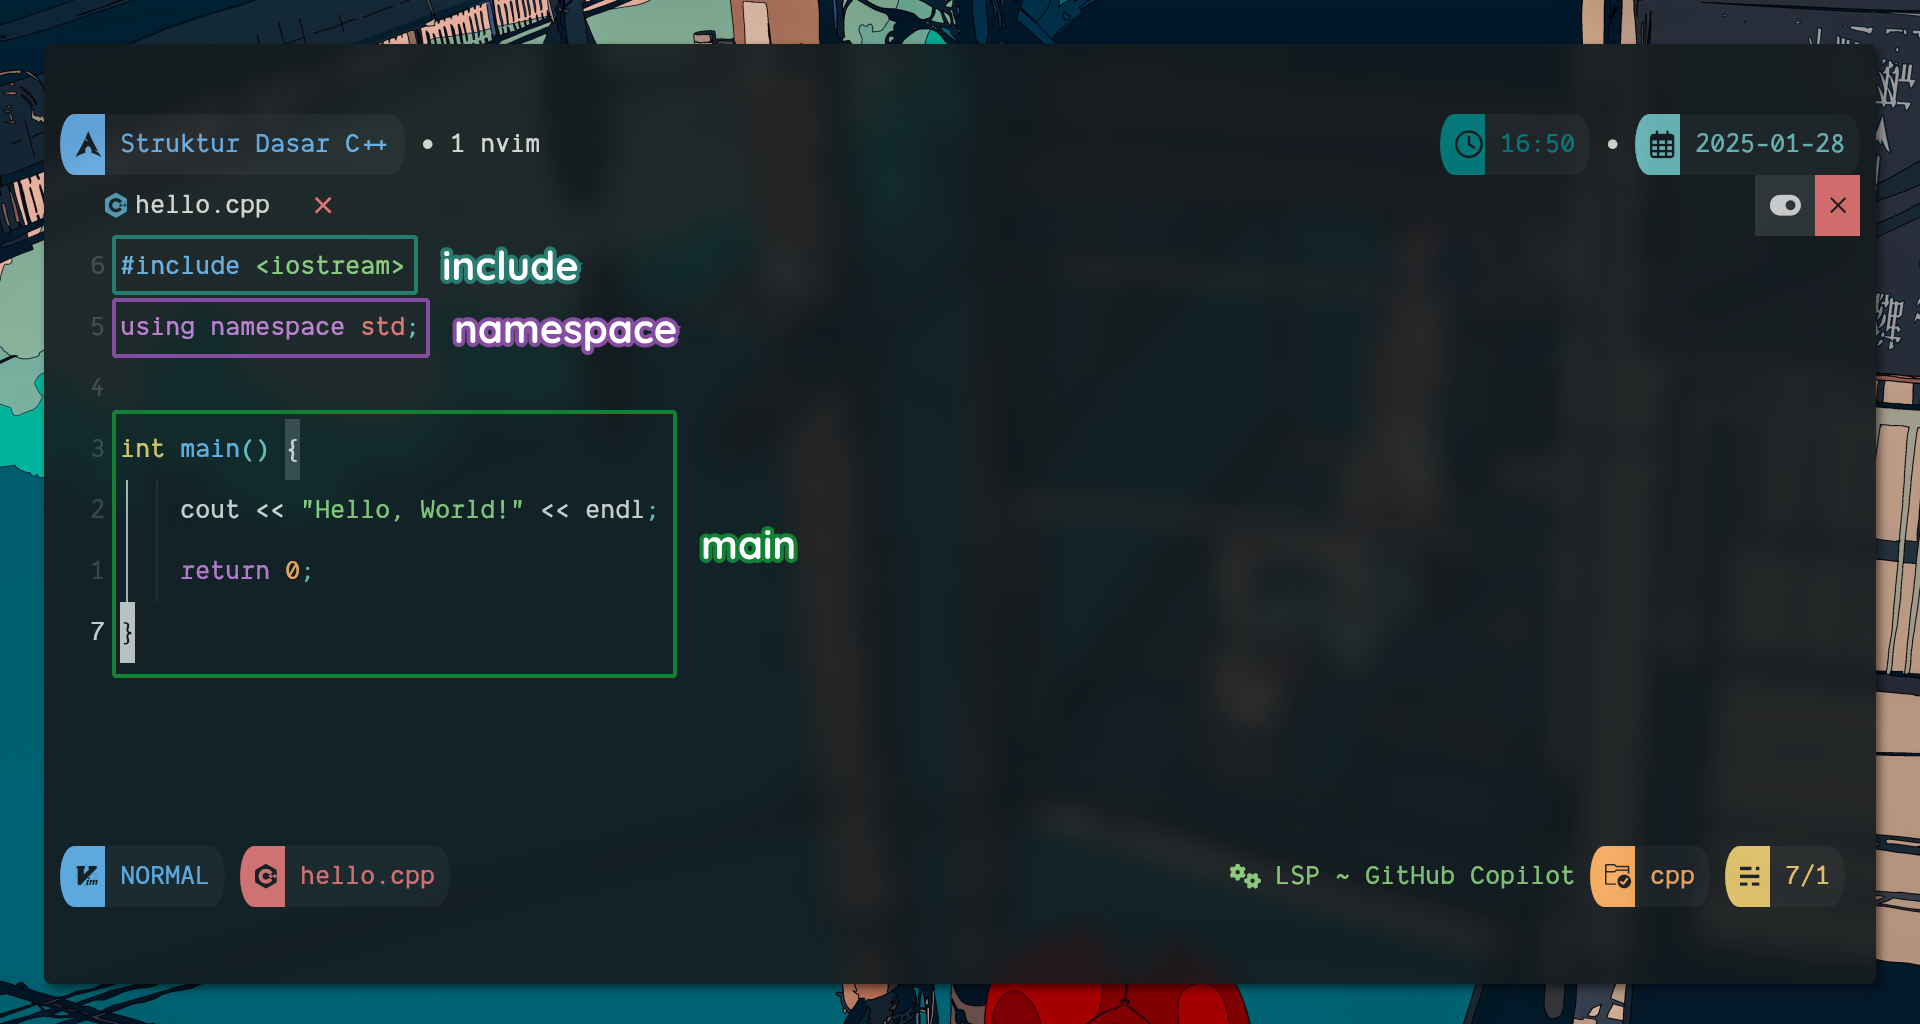 Struktur Dasar C++ • 1 nvim
16:50 • 2025-01-28
hello.cpp
6 #include <iostream>
include
5 using namespace std;
namespace
4
3 int main() {
2 cout << "Hello, World!" << endl;
1 return 0;
7 }
main
NORMAL hello.cpp
LSP ~ GitHub Copilot cpp 7/1